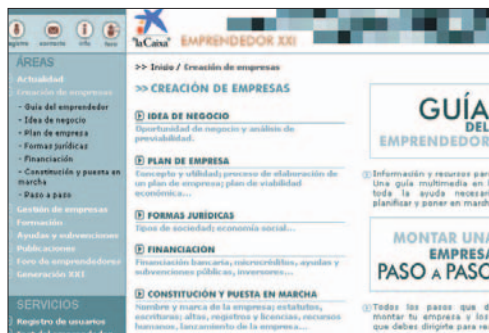 registro contacto info foro
"la Caixa" EMPRENDEDOR XXI
ÁREAS
Actualidad
Creación de empresas
- Guía del emprendedor
- Idea de negocio
- Plan de empresa
- Formas jurídicas
- Financiación
- Constitución y puesta en
marcha
- Paso a paso
Gestión de empresas
Formación
Ayudas y subvenciones
Publicaciones
Foro de emprendedores
Generación XXI
SERVICIOS
Registro de usuarios
>> Inicio / Creación de empresas
>> CREACIÓN DE EMPRESAS
IDEA DE NEGOCIO
Oportunidad de negocio y análisis de
previabilidad.
PLAN DE EMPRESA
Concepto y utilidad; proceso de elaboración de
un plan de empresa; plan de viabilidad
económica...
FORMAS JURÍDICAS
Tipos de sociedad; economía social...
FINANCIACIÓN
Financiación bancaria, microcréditos, ayudas y
subvenciones públicas, inversores...
CONSTITUCIÓN Y PUESTA EN MARCHA
Nombre y marca de la empresa; estatutos,
escrituras; altas, registros y licencias, recursos
humanos, lanzamiento de la empresa...
GUÍA
DEL
EMPRENDEDOR
Información y recursos par
Una guía multimedia en
toda la ayuda necesar
planificar y poner en march
MONTAR UNA
EMPRESA
PASO a PASO
Todos los pasos que d
montar tu empresa y los
que debes dirigirte para